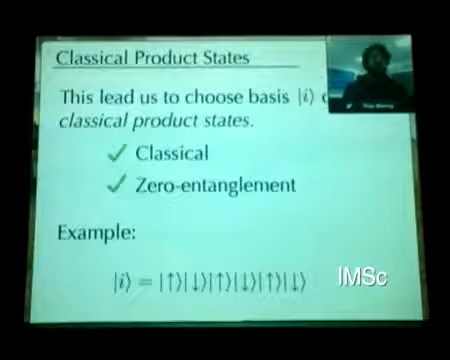 Classical Product States
This lead us to choose basis |i⟩
classical product states.
✓ Classical
✓ Zero-entanglement
Example:
|i⟩ = |↑⟩|↓⟩|↑⟩|↓⟩|↑⟩|↓⟩
IMSc